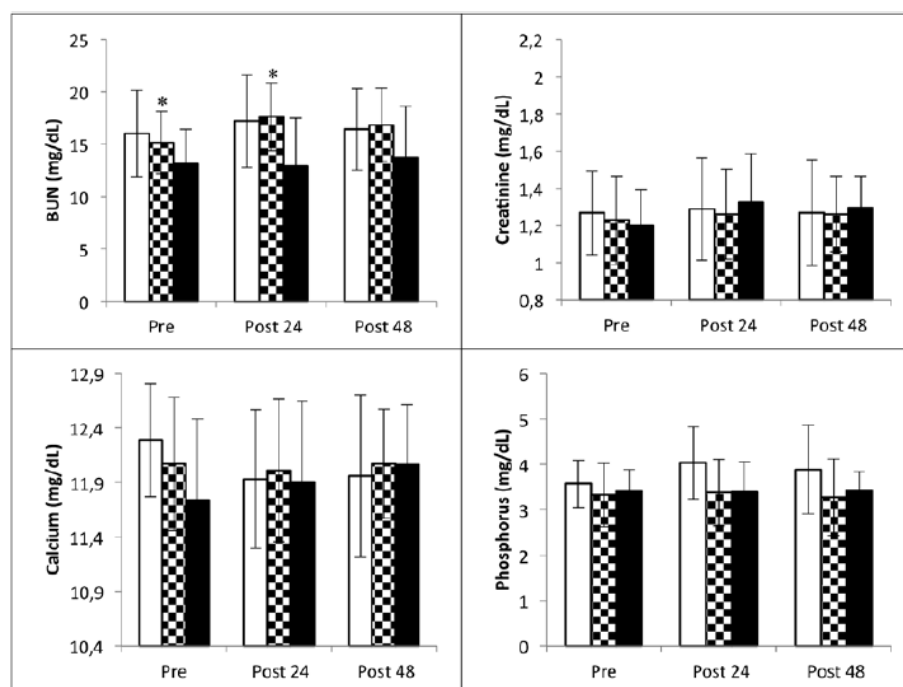 25
20
15
10
5
0
BUN (mg/dL)
*
*
Pre
Post 24
Post 48
2,2
2
1,8
1,6
1,4
1,2
1
0,8
Creatinine (mg/dL)
Pre
Post 24
Post 48
12,9
12,4
11,9
11,4
10,9
10,4
Calcium (mg/dL)
Pre
Post 24
Post 48
6
5
4
3
2
1
0
Phosphorus (mg/dL)
Pre
Post 24
Post 48